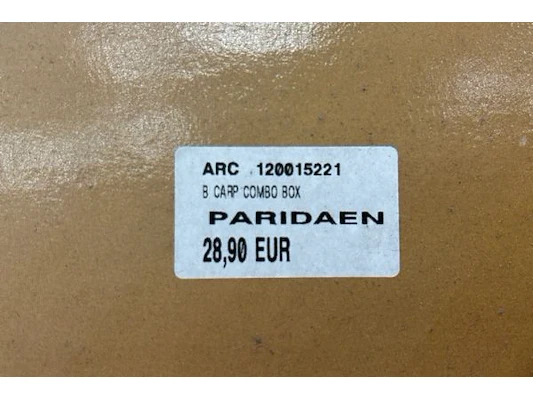 ARC 120015221
B CARP COMBO BOX
PARIDAEN
28,90 EUR